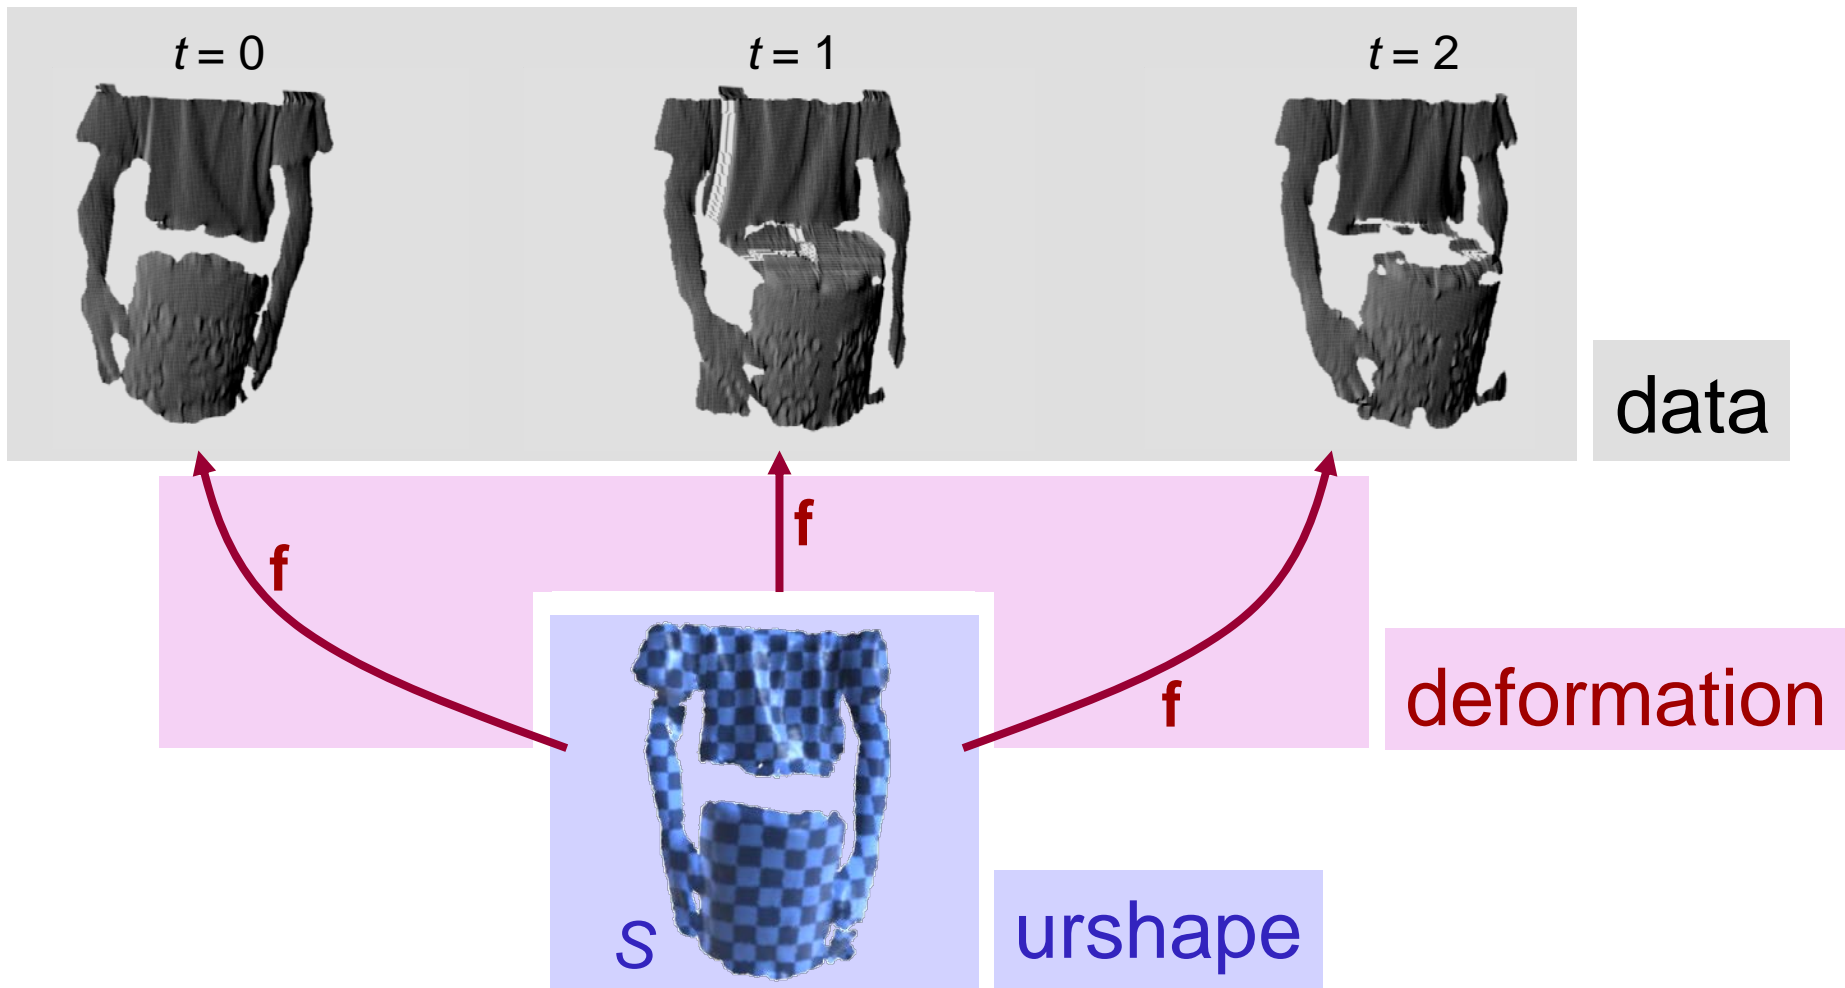 t = 0
t = 1
t = 2
data
f
f
f
deformation
S
urshape